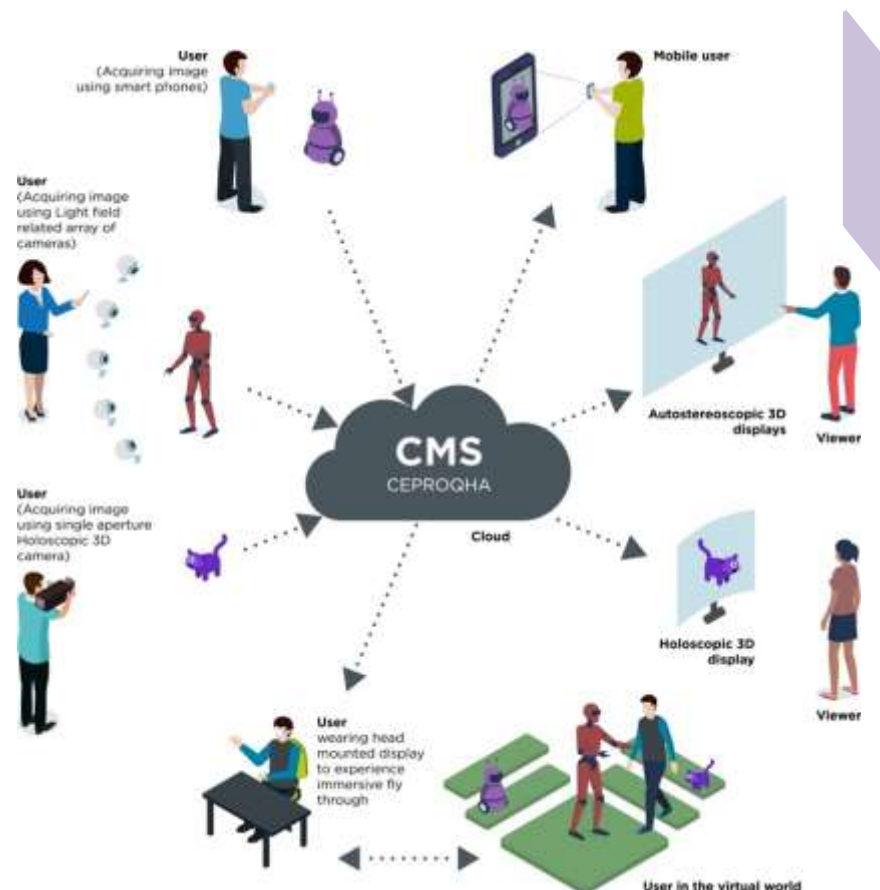 User
(Acquiring image
using smart phones)
Mobile user
User
(Acquiring image
using Light field
related array of
cameras)
Autostereoscopic 3D
displays
Viewer
CMS
CEPROQHA
Cloud
User
(Acquiring image
using single aperture
Holoscopic 3D
camera)
Holoscopic 3D
display
Viewer
User
wearing head
mounted display
to experience
immersive fly
through
User in the virtual world